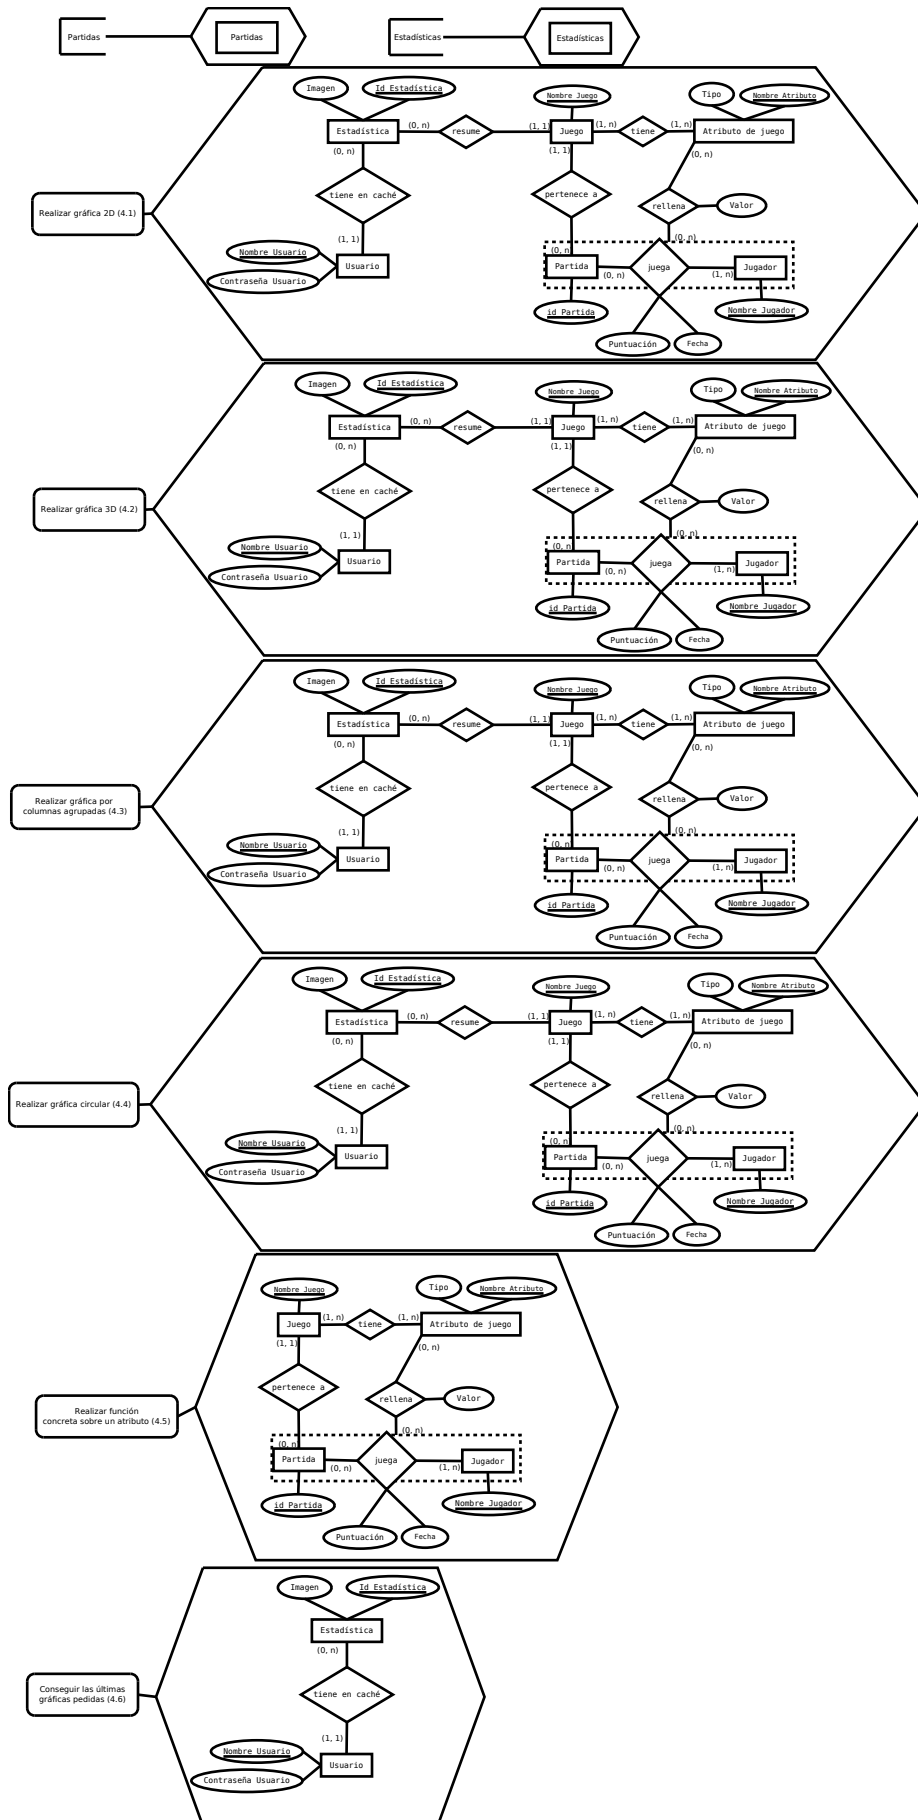 Partidas
Partidas
Estadísticas
Estadísticas
Imagen
Id Estadística
Nombre Juego
Tipo
Nombre Atributo
Estadística
(0, n)
resume
(1, 1)
Juego
(1, n)
tiene
(1, n)
Atributo de juego
(0, n)
(1, 1)
(0, n)
tiene en caché
pertenece a
rellena
Valor
Realizar gráfica 2D (4.1)
(1, 1)
(0, n)
(0, n)
Nombre Usuario
Usuario
Partida
(0, n)
juega
(1, n)
Jugador
Contraseña Usuario
id Partida
Nombre Jugador
Puntuación
Fecha
Imagen
Id Estadística
Nombre Juego
Tipo
Nombre Atributo
Estadística
(0, n)
resume
(1, 1)
Juego
(1, n)
tiene
(1, n)
Atributo de juego
(0, n)
(1, 1)
(0, n)
tiene en caché
pertenece a
rellena
Valor
Realizar gráfica 3D (4.2)
(1, 1)
(0, n)
(0, n)
Nombre Usuario
Usuario
Partida
(0, n)
juega
(1, n)
Jugador
Contraseña Usuario
id Partida
Nombre Jugador
Puntuación
Fecha
Imagen
Id Estadística
Nombre Juego
Tipo
Nombre Atributo
Estadística
(0, n)
resume
(1, 1)
Juego
(1, n)
tiene
(1, n)
Atributo de juego
(0, n)
(1, 1)
(0, n)
tiene en caché
pertenece a
rellena
Valor
Realizar gráfica por
columnas agrupadas (4.3)
(1, 1)
(0, n)
(0, n)
Nombre Usuario
Usuario
Partida
(0, n)
juega
(1, n)
Jugador
Contraseña Usuario
id Partida
Nombre Jugador
Puntuación
Fecha
Imagen
Id Estadística
Nombre Juego
Tipo
Nombre Atributo
Estadística
(0, n)
resume
(1, 1)
Juego
(1, n)
tiene
(1, n)
Atributo de juego
(0, n)
(1, 1)
(0, n)
tiene en caché
pertenece a
rellena
Valor
Realizar gráfica circular (4.4)
(1, 1)
(0, n)
(0, n)
Nombre Usuario
Usuario
Partida
(0, n)
juega
(1, n)
Jugador
Contraseña Usuario
id Partida
Nombre Jugador
Puntuación
Fecha
Nombre Juego
Tipo
Nombre Atributo
Juego
(1, n)
tiene
(1, n)
Atributo de juego
(1, 1)
(0, n)
pertenece a
rellena
Valor
Realizar función
concreta sobre un atributo (4.5)
(0, n)
(0, n)
Partida
(0, n)
juega
(1, n)
Jugador
id Partida
Nombre Jugador
Puntuación
Fecha
Imagen
Id Estadística
Estadística
(0, n)
tiene en caché
Conseguir las últimas
gráficas pedidas (4.6)
(1, 1)
Nombre Usuario
Usuario
Contraseña Usuario